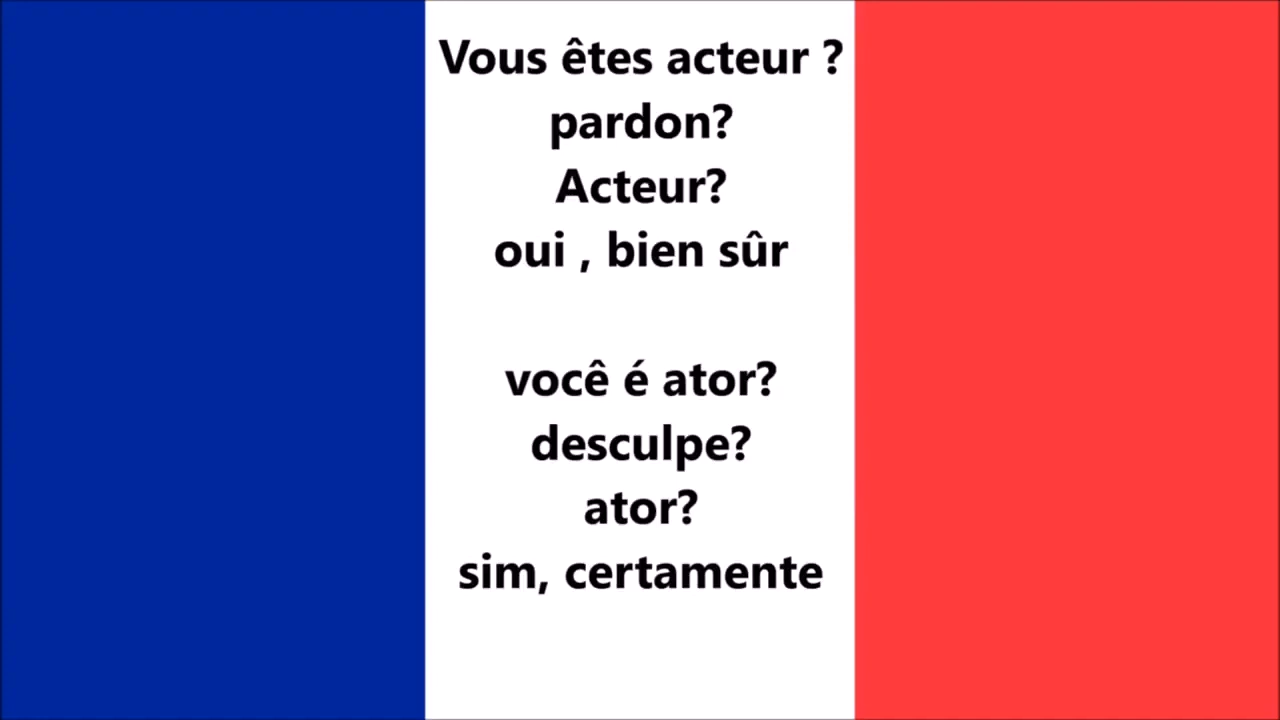 Vous êtes acteur ?
pardon?
Acteur?
oui , bien sûr
você é ator?
desculpe?
ator?
sim, certamente